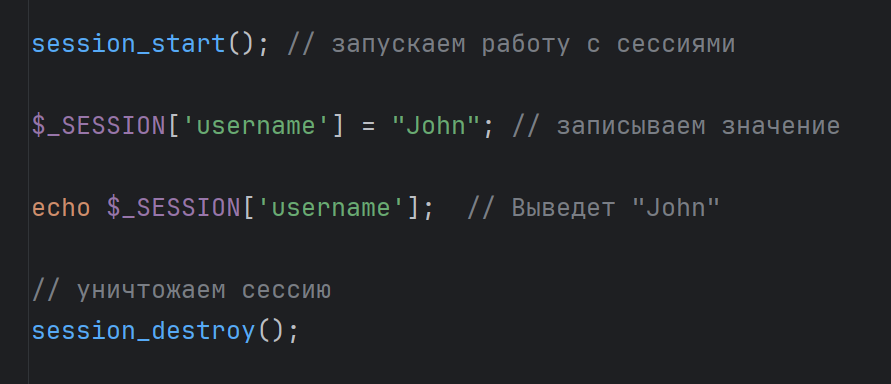 session_start(); // запускаем работу с сессиями
$_SESSION['username'] = "John"; // записываем значение
echo $_SESSION['username'];  // Выведет "John"
// уничтожаем сессию
session_destroy();